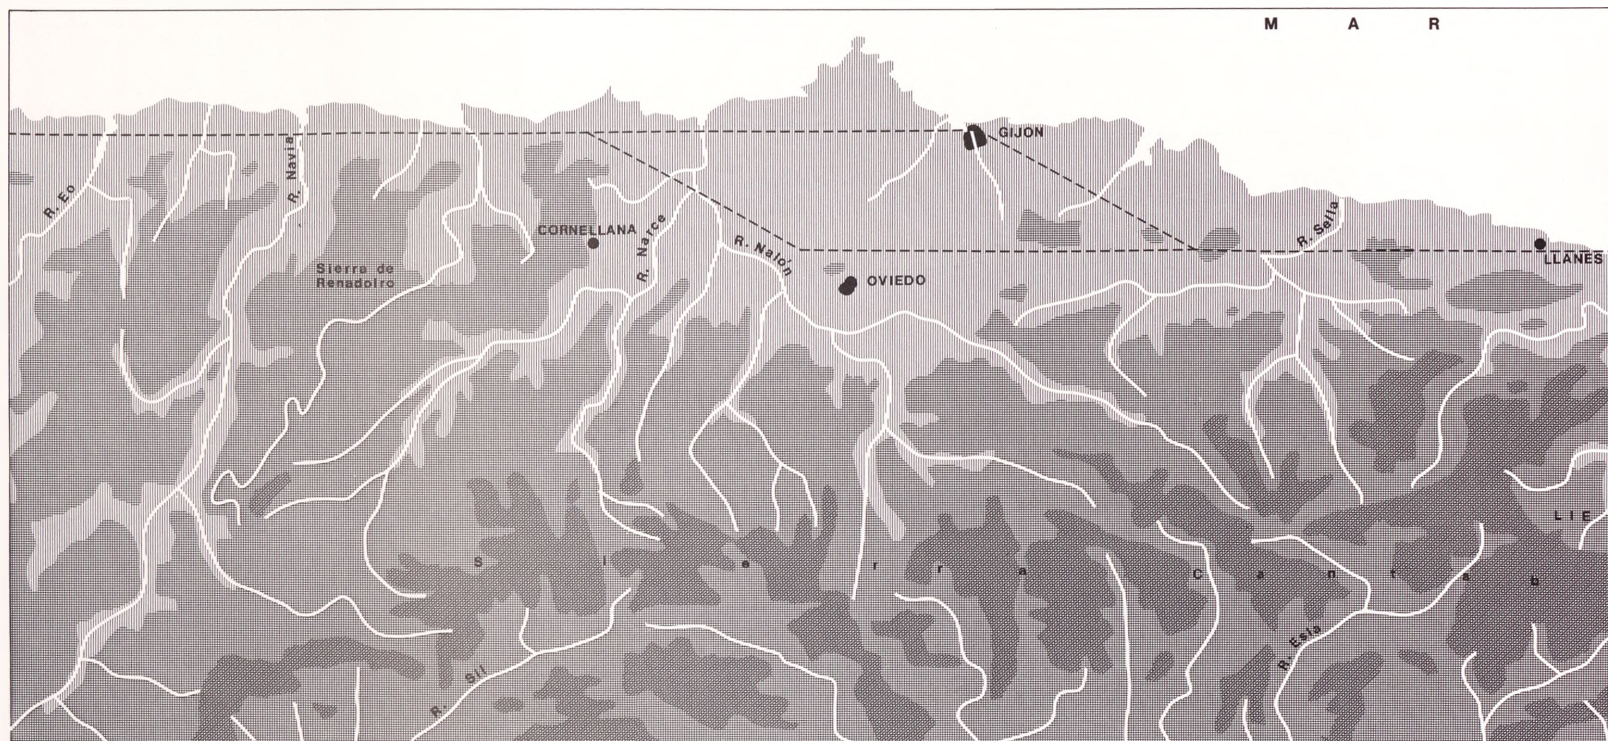 M A R
GIJON
R. Navia
R. Eo
CORNELLANA
R. Narce
R. Nalón
R. Sella
LLANES
Sierra de
Renadoiro
OVIEDO
LIE
S i e r r a C a n t a b
R. Esla
R. Sil